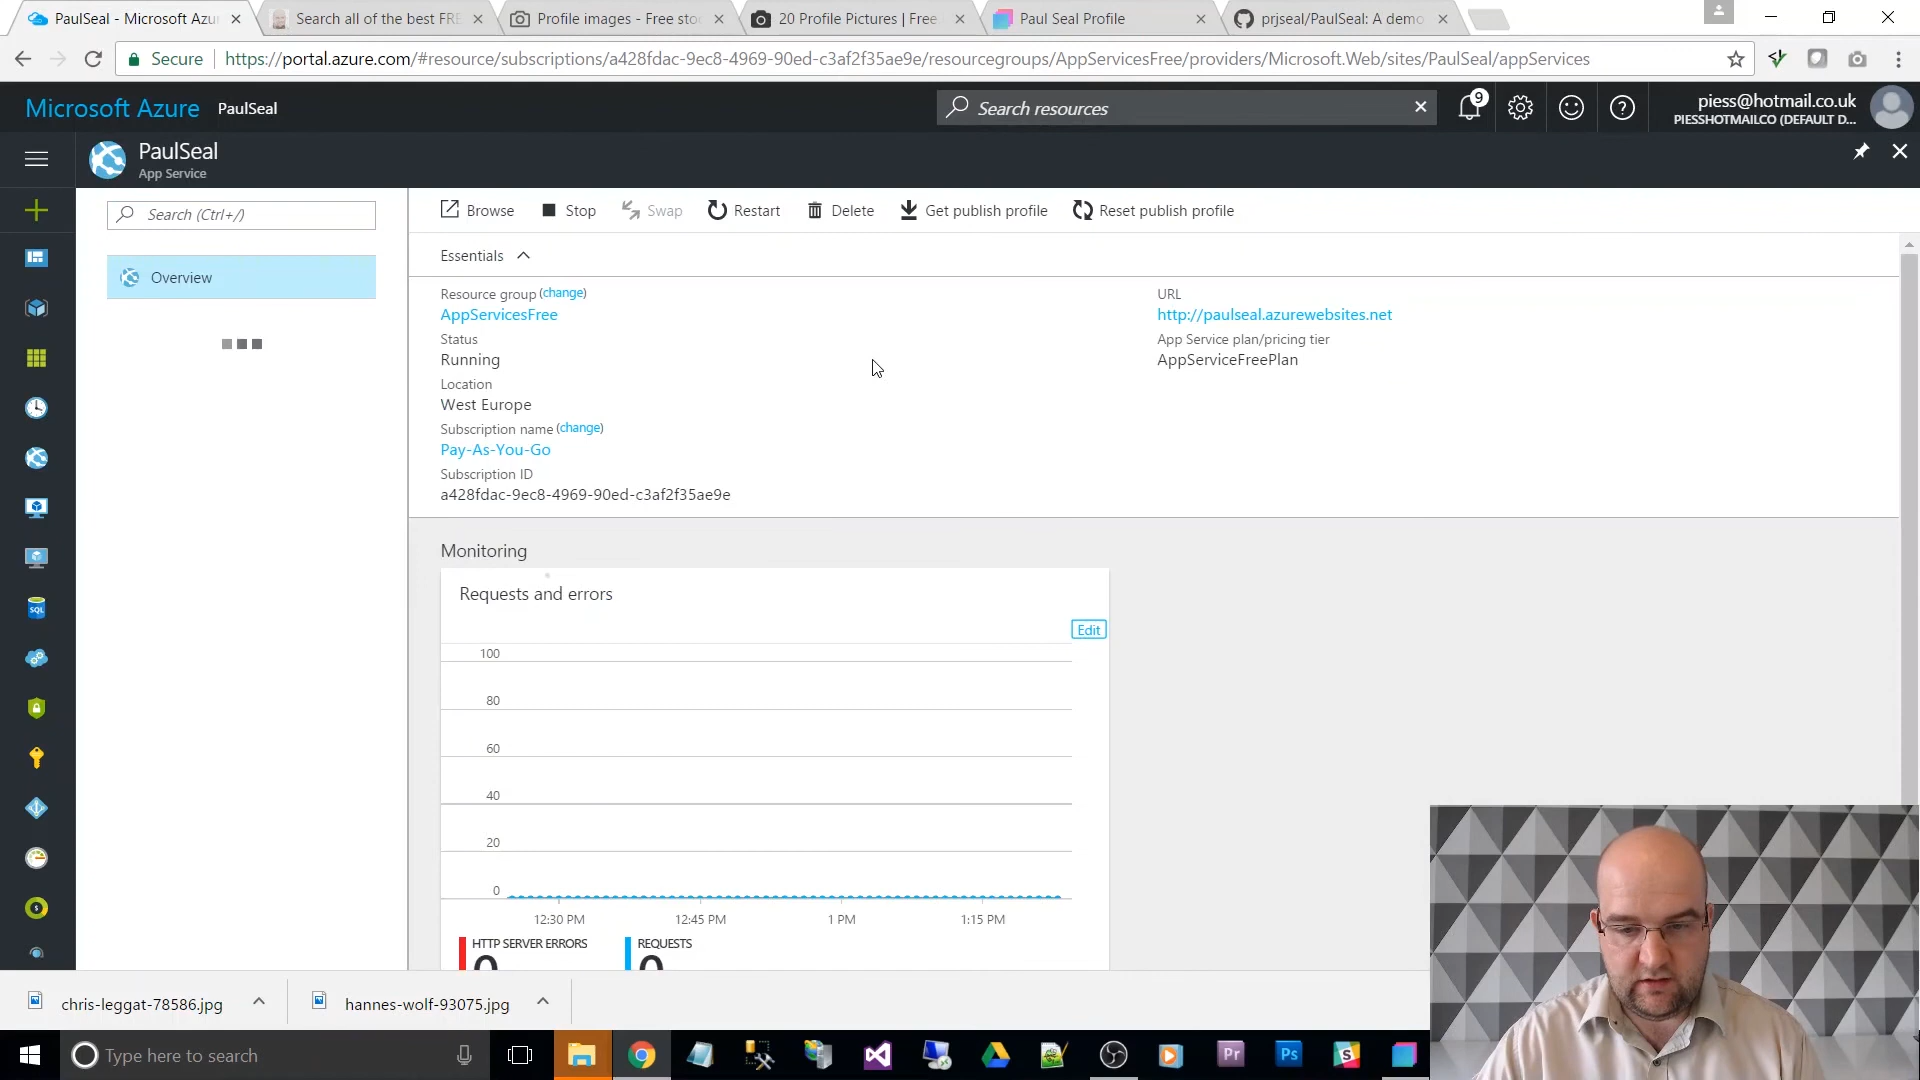 PaulSeal - Microsoft Azu
Search all of the best FRE
Profile images - Free stoc
20 Profile Pictures | Free
Paul Seal Profile
prjseal/PaulSeal: A demo
Secure
https://portal.azure.com/#resource/subscriptions/a428fdac-9ec8-4969-90ed-c3af2f35ae9e/resourcegroups/AppServicesFree/providers/Microsoft.Web/sites/PaulSeal/appServices
Microsoft Azure PaulSeal
Search resources
9
piess@hotmail.co.uk
PIESSHOTMAILCO (DEFAULT D...
PaulSeal
App Service
Search (Ctrl+/)
Overview
Browse Stop Swap Restart Delete Get publish profile Reset publish profile
Essentials
Resource group (change)
AppServicesFree
Status
Running
Location
West Europe
Subscription name (change)
Pay-As-You-Go
Subscription ID
a428fdac-9ec8-4969-90ed-c3af2f35ae9e
URL
http://paulseal.azurewebsites.net
App Service plan/pricing tier
AppServiceFreePlan
Monitoring
Requests and errors
Edit
100
80
60
40
20
0
12:30 PM 12:45 PM 1 PM 1:15 PM
HTTP SERVER ERRORS
0
REQUESTS
0
chris-leggat-78586.jpg
hannes-wolf-93075.jpg
Type here to search
SQL
Pr
Ps